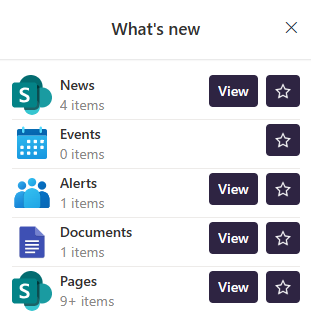 What's new
News
4 items
View
Events
0 items
Alerts
1 items
View
Documents
1 items
View
Pages
9+ items
View